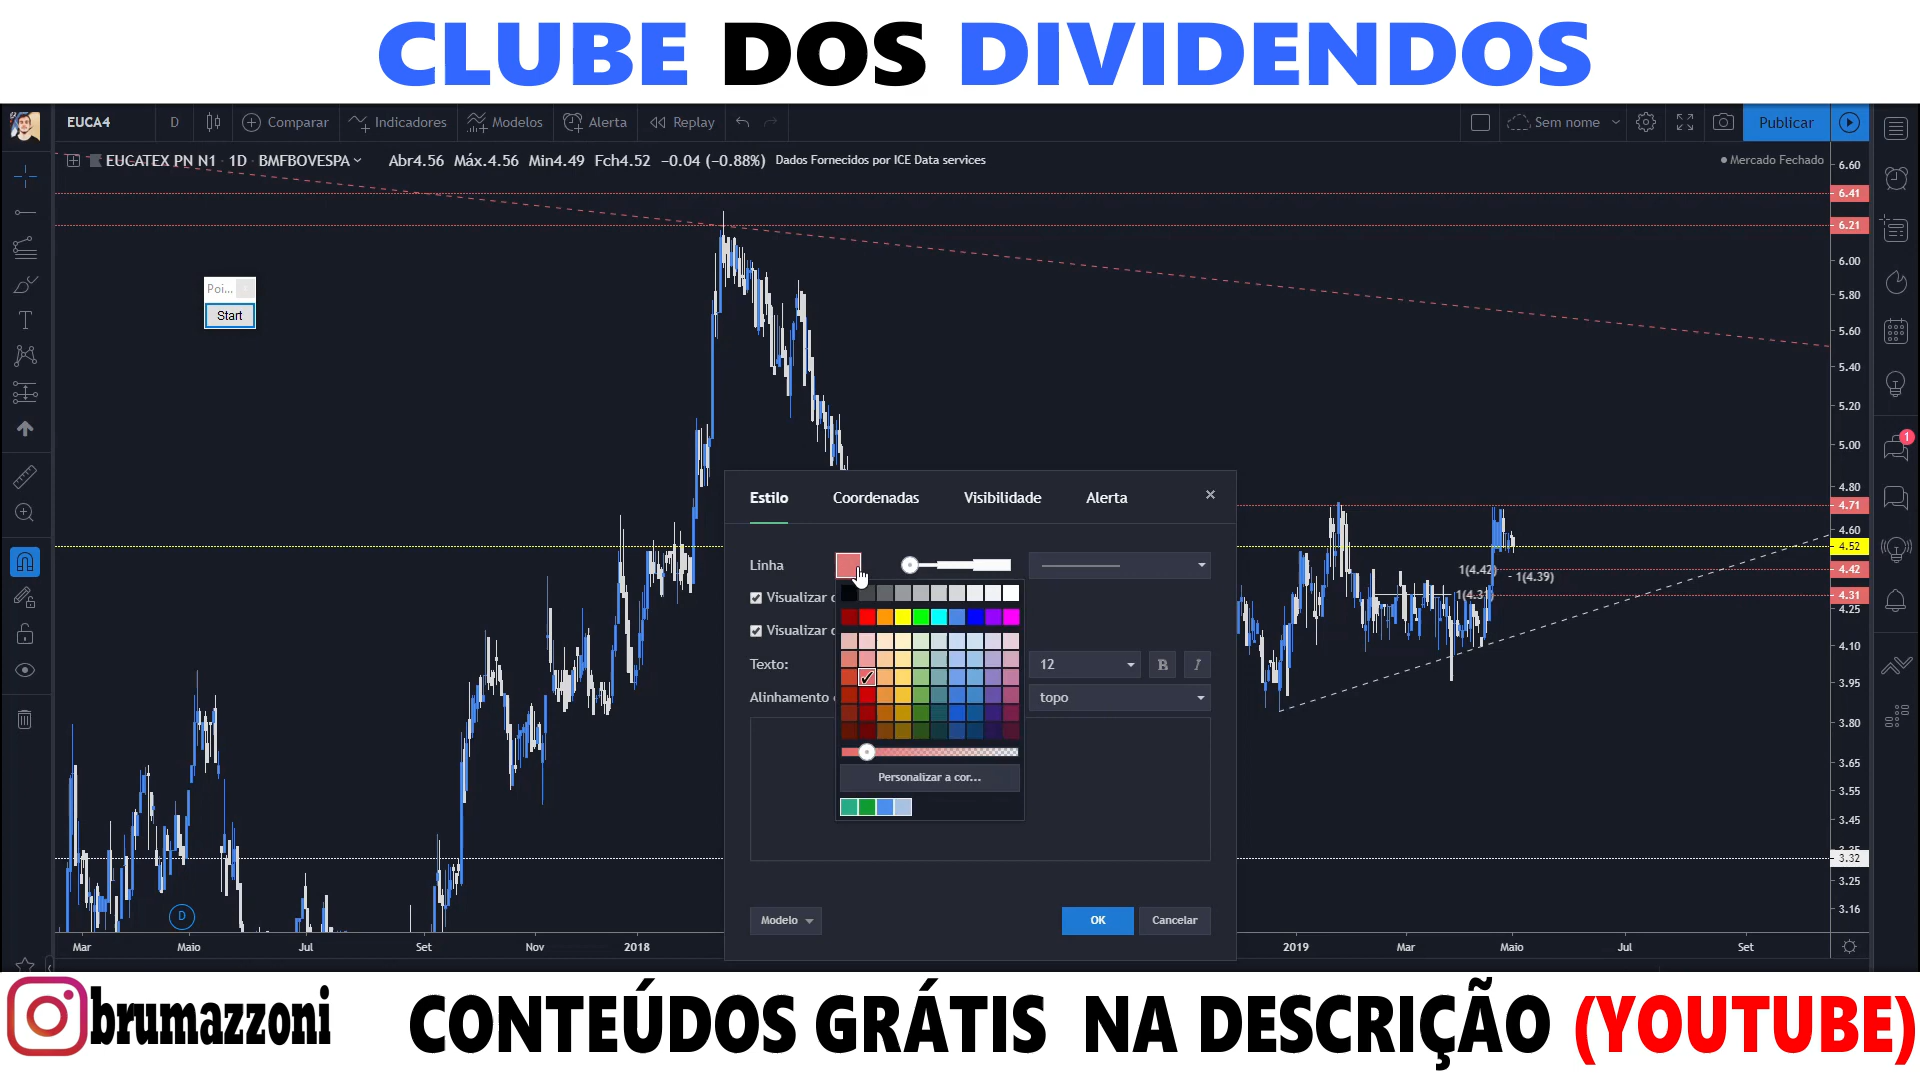 CLUBE DOS DIVIDENDOS
EUCA4 D Comparar Indicadores Modelos Alerta Replay Sem nome Publicar
EUCATEX PN N1 · 1D · BMFBOVESPA Abr4.56 Máx.4.56 Mín4.49 Fch4.52 −0.04 (−0.88%) Dados Fornecidos por ICE Data services Mercado Fechado
6.60
6.41
6.21
6.00
5.80
5.60
5.40
5.20
5.00
4.80
4.71
4.60
4.52
4.42
4.31
4.25
4.10
3.95
3.80
3.65
3.55
3.45
3.32
3.25
3.16
1
Poi...
Start
Estilo Coordenadas Visibilidade Alerta
Linha
Visualizar
Visualizar
Texto: 12 B I
Alinhamento topo
Personalizar a cor...
Modelo OK Cancelar
1(4.42) - 1(4.39)
1(4.31)
D
Mar Maio Jul Set Nov 2018 2019 Mar Maio Jul Set
brumazzoni CONTEÚDOS GRÁTIS NA DESCRIÇÃO (YOUTUBE)